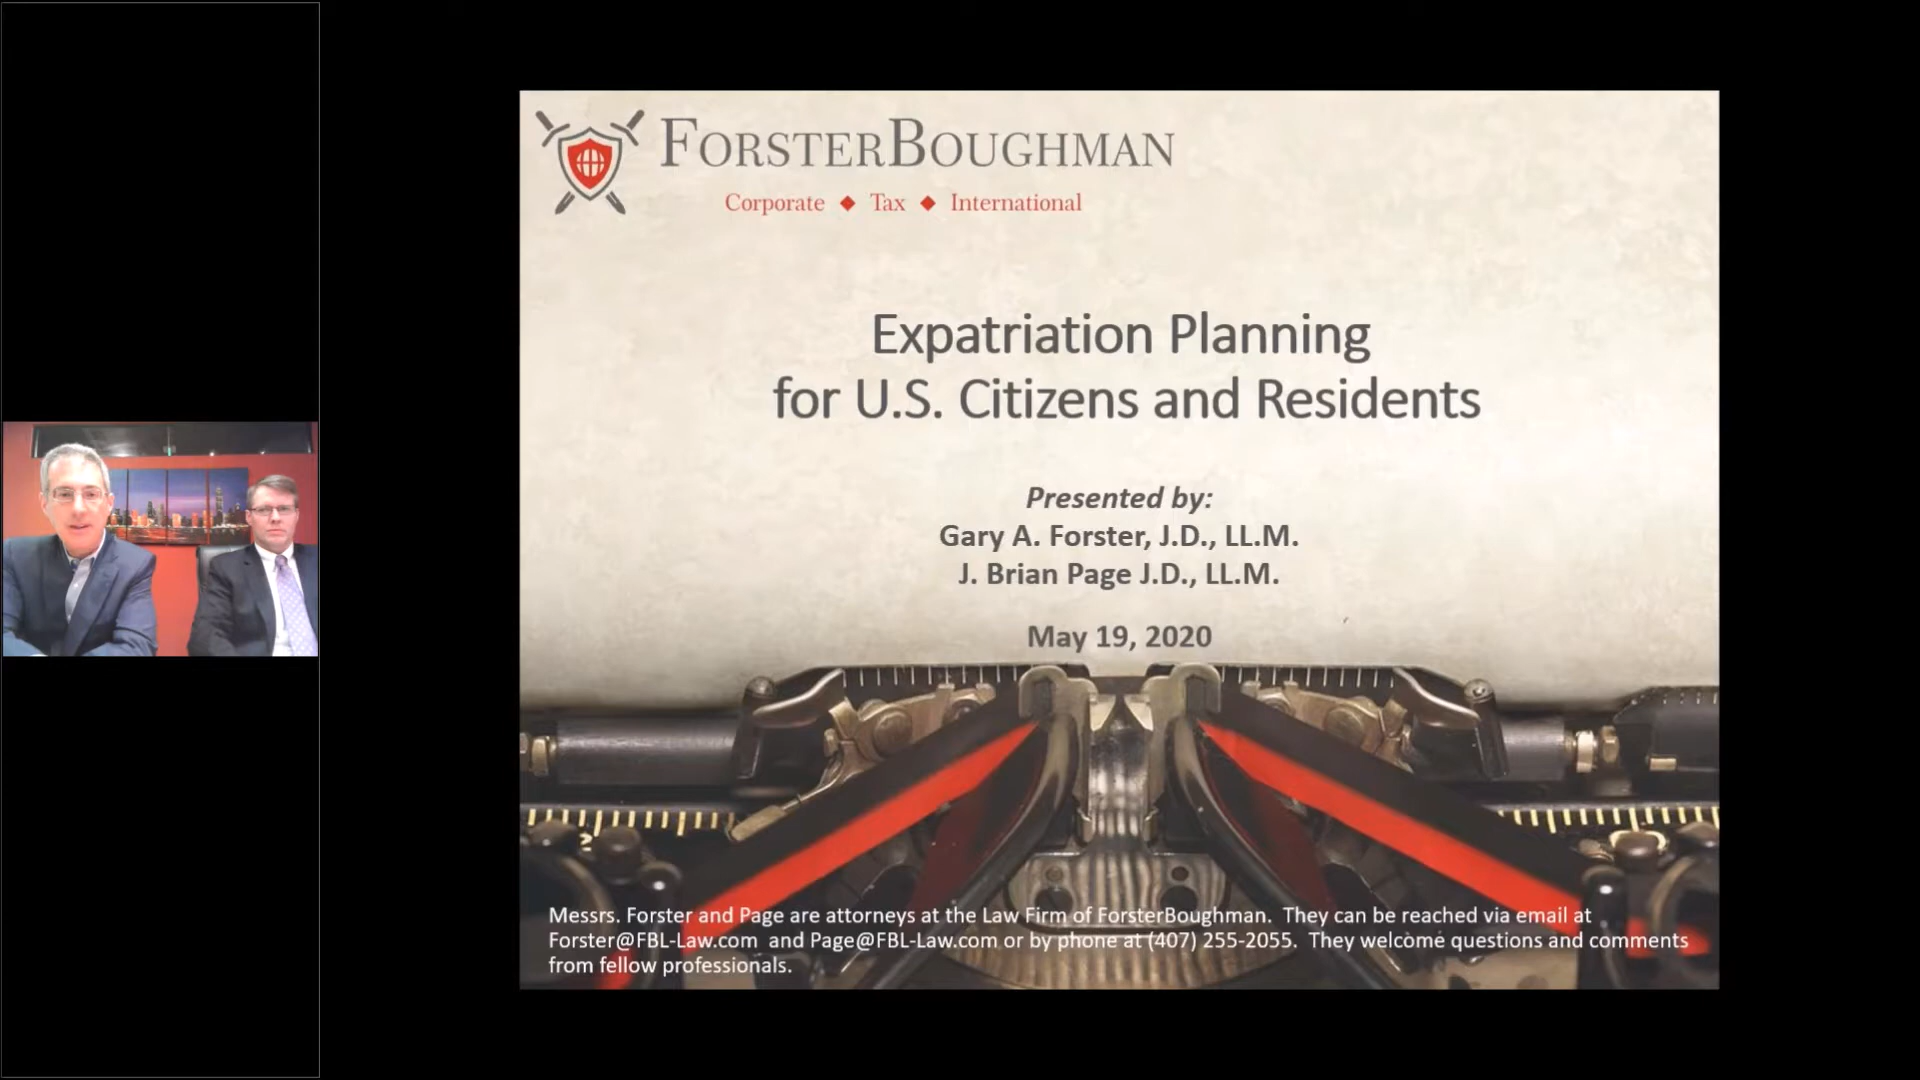 FORSTERBOUGHMAN
Corporate ◆ Tax ◆ International
Expatriation Planning
for U.S. Citizens and Residents
Presented by:
Gary A. Forster, J.D., LL.M.
J. Brian Page J.D., LL.M.
May 19, 2020
Messrs. Forster and Page are attorneys at the Law Firm of ForsterBoughman. They can be reached via email at
Forster@FBL-Law.com and Page@FBL-Law.com or by phone at (407) 255-2055. They welcome questions and comments
from fellow professionals.